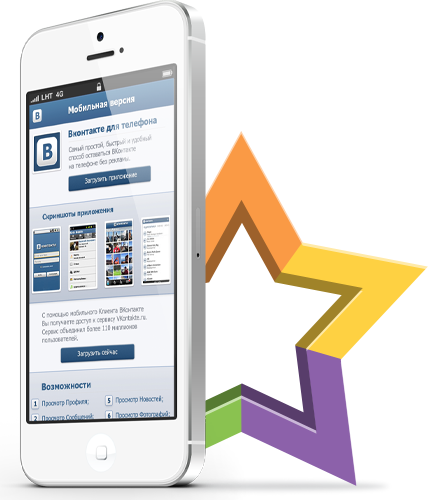 LHT 4G
Мобильная версия
В
Вконтакте для телефона
В
Самый простой, быстрый и удобный
способ оставаться ВКонтакте
на телефоне без рекламы.
Загрузить приложение
Скриншоты приложения
С помощью мобильного Клиента ВКонтакте
Вы получаете доступ к сервису VKontakte.ru.
Сервис объединил более 110 миллионов
пользователей.
Загрузить сейчас
Возможности
1 Просмотр Профиля;
5 Просмотр Новостей;
2 Просмотр Сообщений;
6 Просмотр Фотографий;